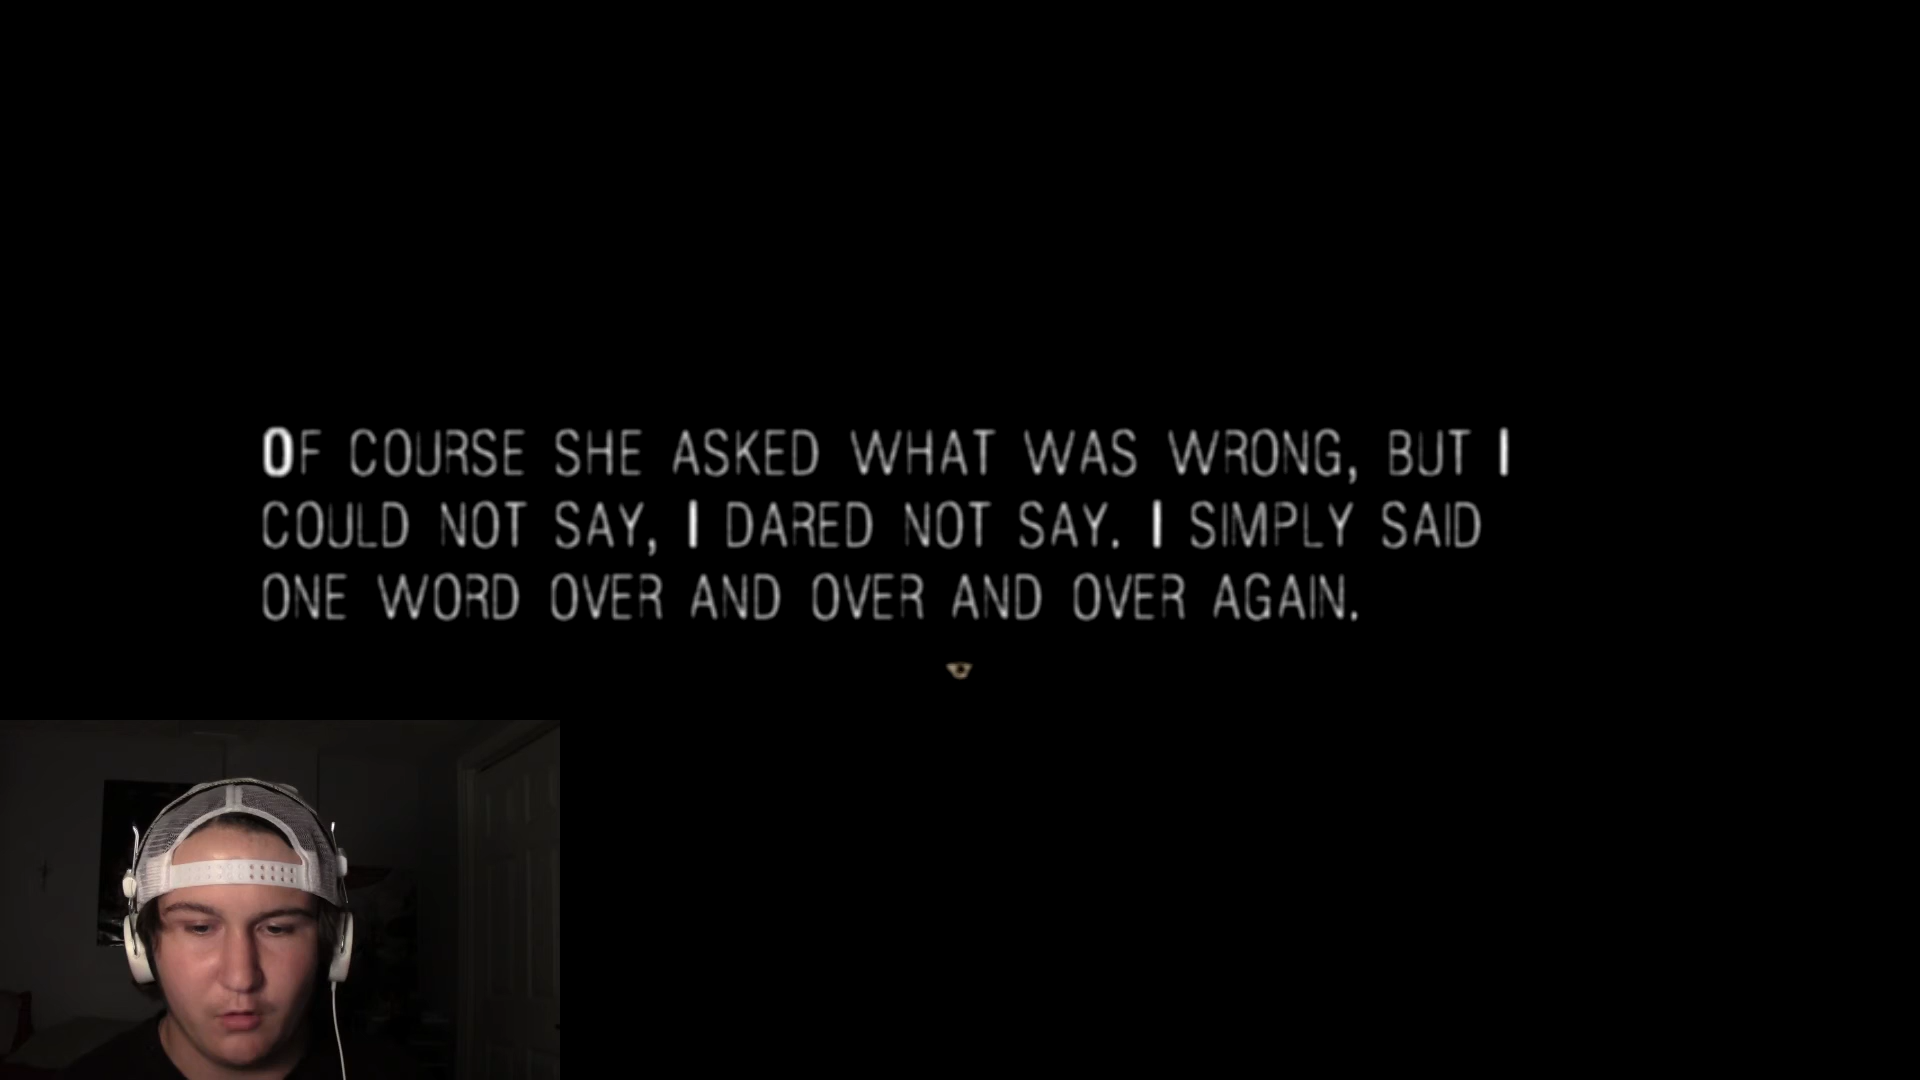 OF COURSE SHE ASKED WHAT WAS WRONG, BUT I
COULD NOT SAY, I DARED NOT SAY. I SIMPLY SAID
ONE WORD OVER AND OVER AND OVER AGAIN.